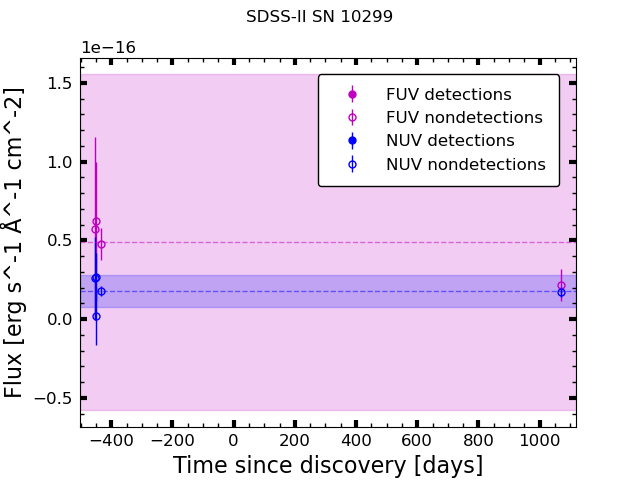 SDSS-II SN 10299
1e−16
FUV detections
FUV nondetections
NUV detections
NUV nondetections
1.5
1.0
0.5
0.0
−0.5
−400 −200 0 200 400 600 800 1000
Time since discovery [days]
Flux [erg s^-1 Å^-1 cm^-2]